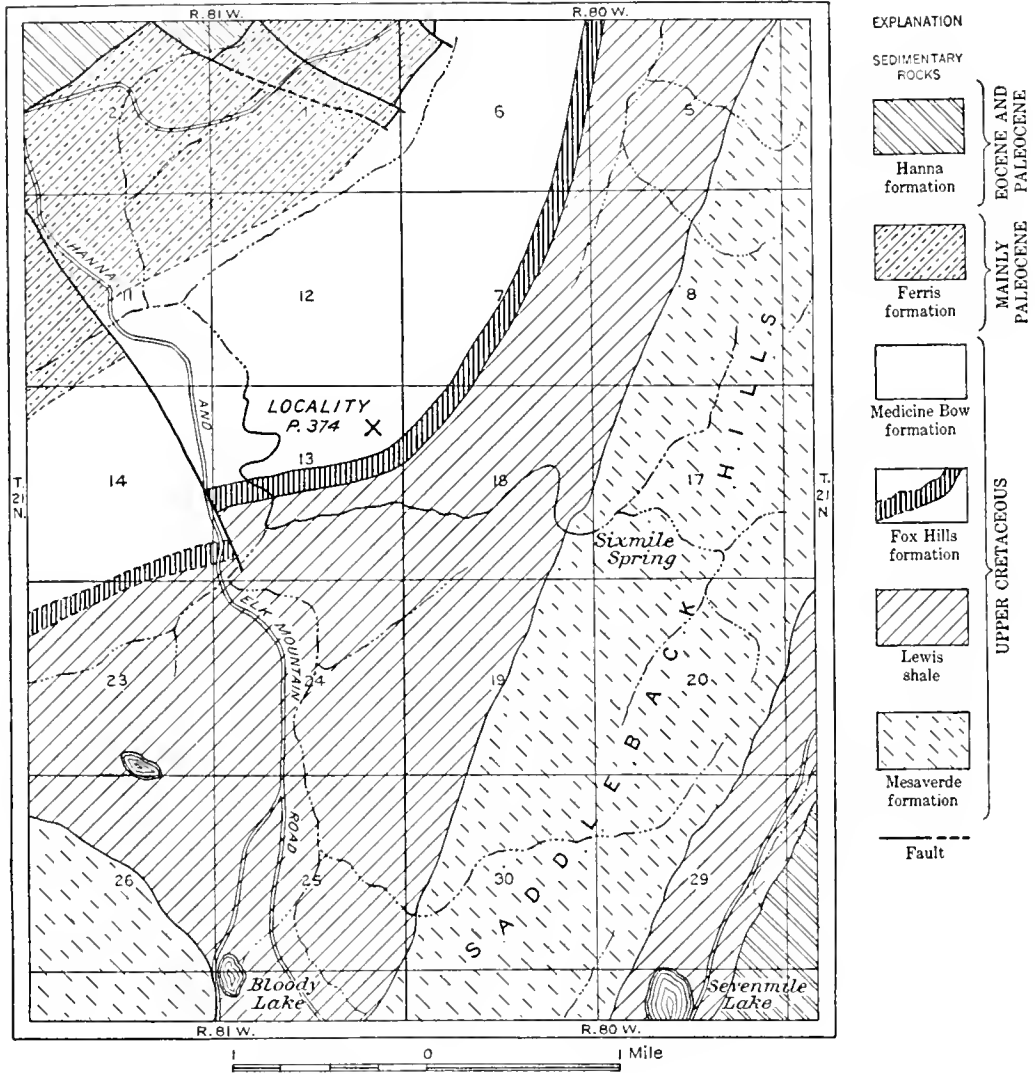 R. 81 W.
R. 80 W.
6
5
HANNA
11
12
7
8
LOCALITY
P. 374
X
AND
13
14
18
17
T.
21
N.
T.
21
N.
Sixmile
Spring
ELK MOUNTAIN
23
24
19
20
ROAD
SADDLEBACK HILLS
26
25
30
29
Bloody
Lake
Sevenmile
Lake
R. 81 W.
R. 80 W.
1
0
1 Mile
EXPLANATION
SEDIMENTARY
ROCKS
Hanna
formation
EOCENE AND
PALEOCENE
Ferris
formation
MAINLY
PALEOCENE
Medicine Bow
formation
Fox Hills
formation
Lewis
shale
Mesaverde
formation
UPPER CRETACEOUS
Fault